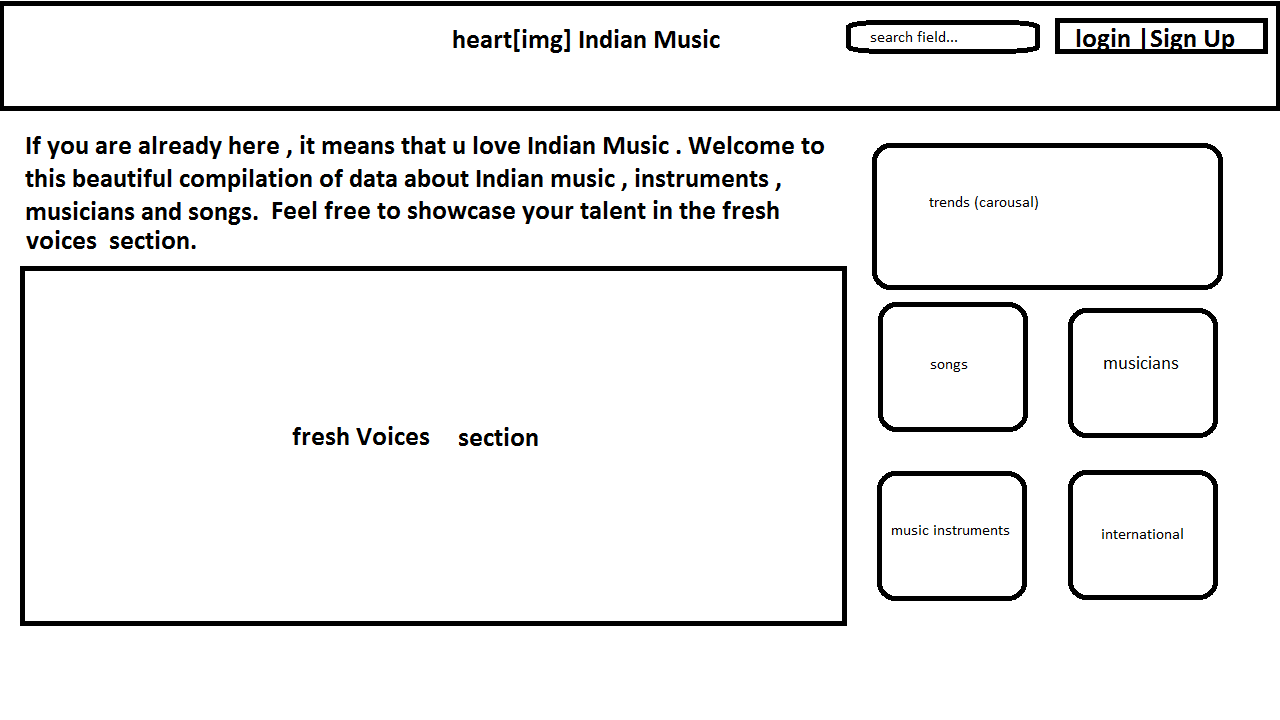 heart[img] Indian Music
search field...
login |Sign Up
If you are already here , it means that u love Indian Music . Welcome to
this beautiful compilation of data about Indian music , instruments ,
musicians and songs.  Feel free to showcase your talent in the fresh
voices  section.
trends (carousal)
songs
musicians
fresh Voices    section
music instruments
international